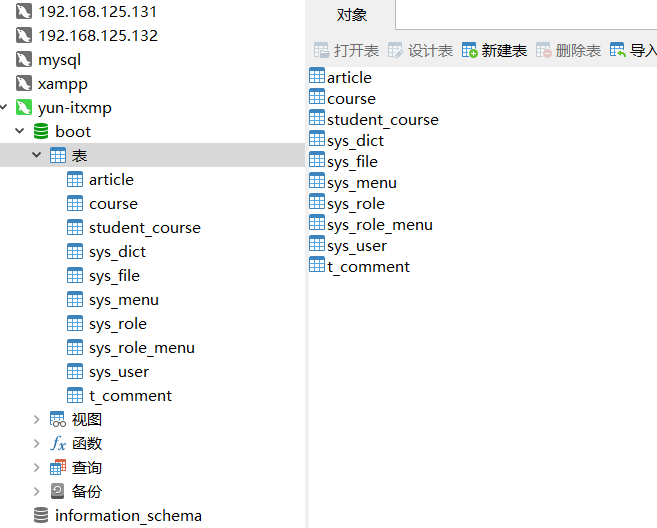 192.168.125.131
192.168.125.132
mysql
xampp
yun-itxmp
boot
表
article
course
student_course
sys_dict
sys_file
sys_menu
sys_role
sys_role_menu
sys_user
t_comment
视图
fx 函数
查询
备份
information_schema
对象
打开表 设计表 新建表 删除表 导入
article
course
student_course
sys_dict
sys_file
sys_menu
sys_role
sys_role_menu
sys_user
t_comment